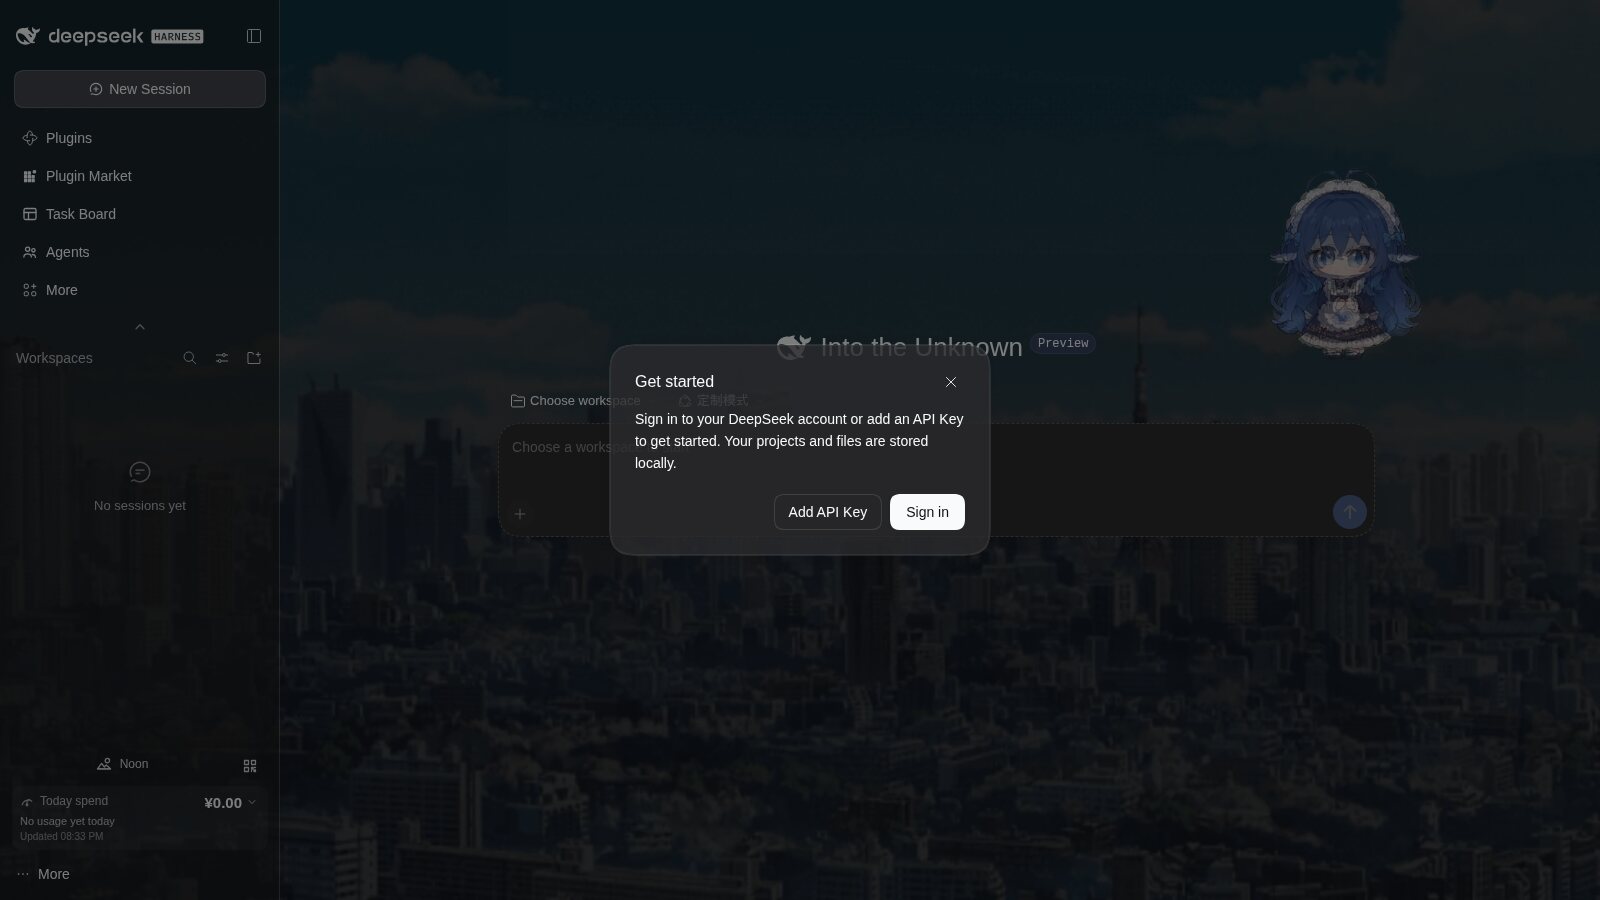 deepseek HARNESS
New Session
Plugins
Plugin Market
Task Board
Agents
More
Workspaces
No sessions yet
Noon
Today spend
¥0.00
No usage yet today
Updated 08:33 PM
More
Into the Unknown
Preview
Choose workspace
定制模式
Choose a workspace
Get started
Sign in to your DeepSeek account or add an API Key
to get started. Your projects and files are stored
locally.
Add API Key
Sign in